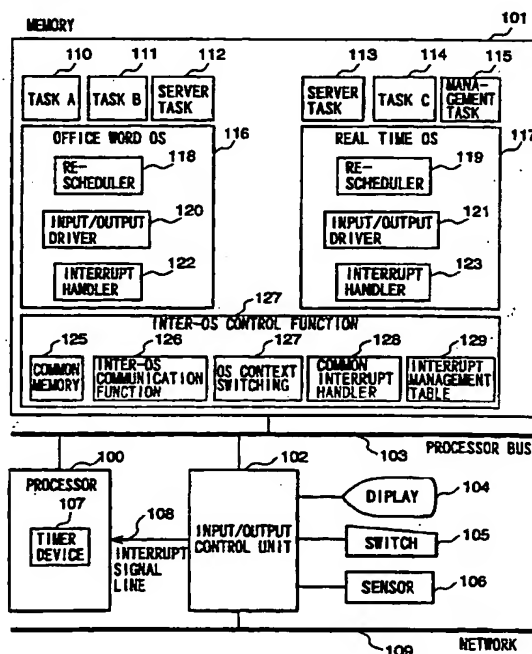 MEMORY
101
110 111 112 113 114 115
TASK A
TASK B
SERVER
TASK
SERVER
TASK
TASK C
MANA-
GEMENT
TASK
OFFICE WORD OS
116
RE-
SCHEDULER
118
INPUT/OUTPUT
DRIVER
120
INTERRUPT
HANDLER
122
REAL TIME OS
117
RE-
SCHEDULER
119
INPUT/OUTPUT
DRIVER
121
INTERRUPT
HANDLER
123
127
INTER-OS CONTROL FUNCTION
125 126 127 128 129
COMMON
MEMORY
INTER-OS
COMMUNICATION
FUNCTION
OS CONTEXT
SWITCHING
COMMON
INTERRUPT
HANDLER
INTERRUPT
MANAGEMENT
TABLE
103
PROCESSOR BUS
100
PROCESSOR
107
TIMER
DEVICE
108
INTERRUPT
SIGNAL
LINE
102
INPUT/OUTPUT
CONTROL UNIT
DIPLAY
104
SWITCH
105
SENSOR
106
NETWORK
109